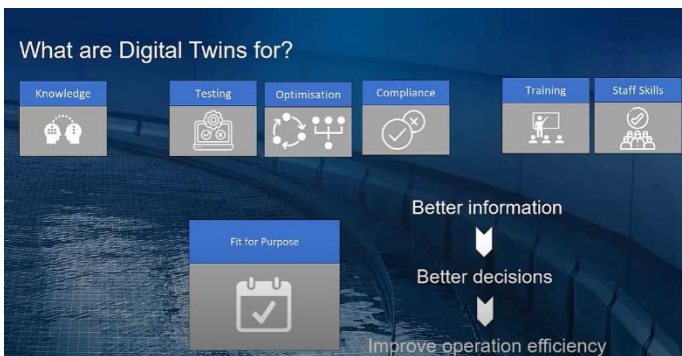 What are Digital Twins for?
Knowledge
Testing
Optimisation
Compliance
Training
Staff Skills
Fit for Purpose
Better information
Better decisions
Improve operation efficiency